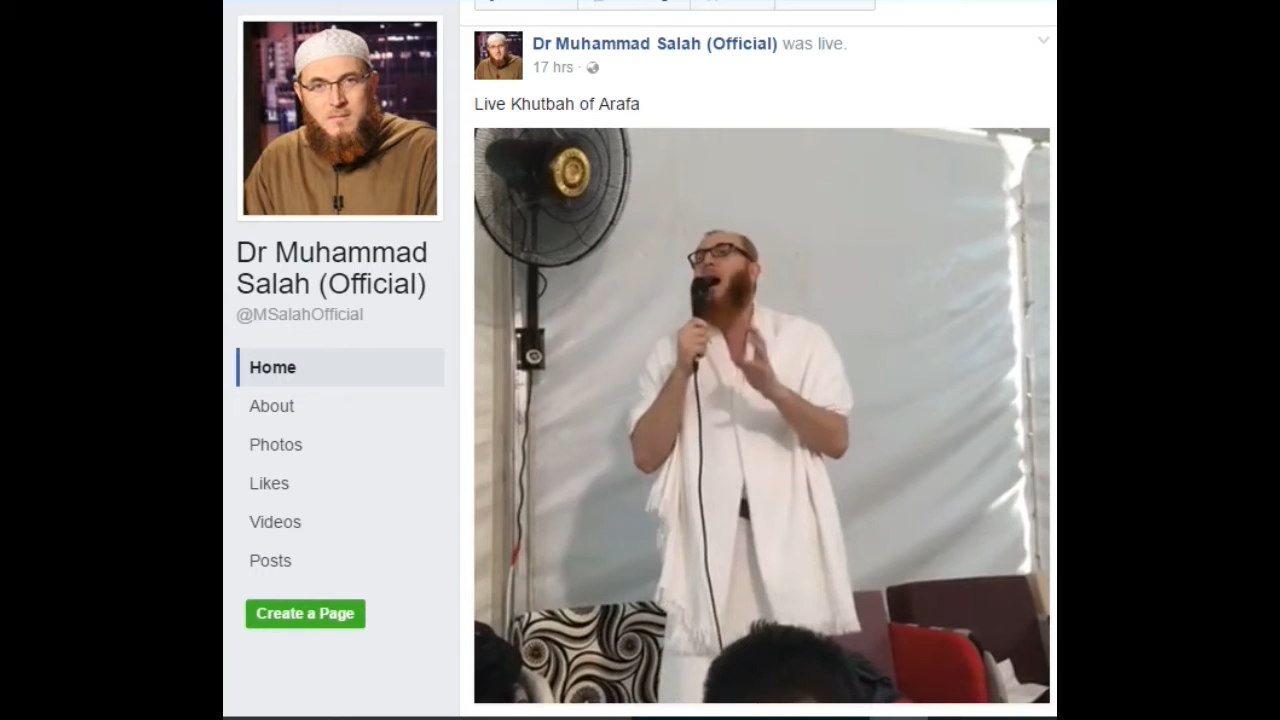 Dr Muhammad
Salah (Official)
@MSalahOfficial
Home
About
Photos
Likes
Videos
Posts
Create a Page
Dr Muhammad Salah (Official) was live.
17 hrs ·
Live Khutbah of Arafa